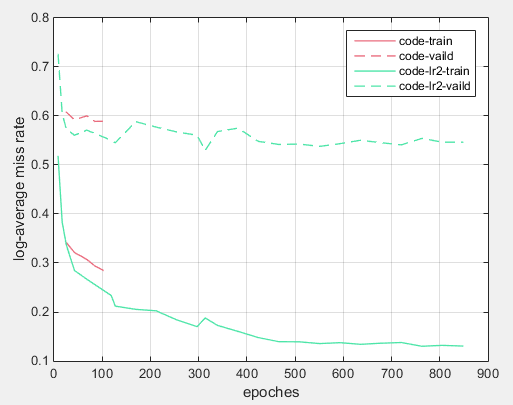 0.8
0.7
0.6
0.5
0.4
0.3
0.2
0.1
log-average miss rate
code-train
code-vaild
code-lr2-train
code-lr2-vaild
0 100 200 300 400 500 600 700 800 900
epoches